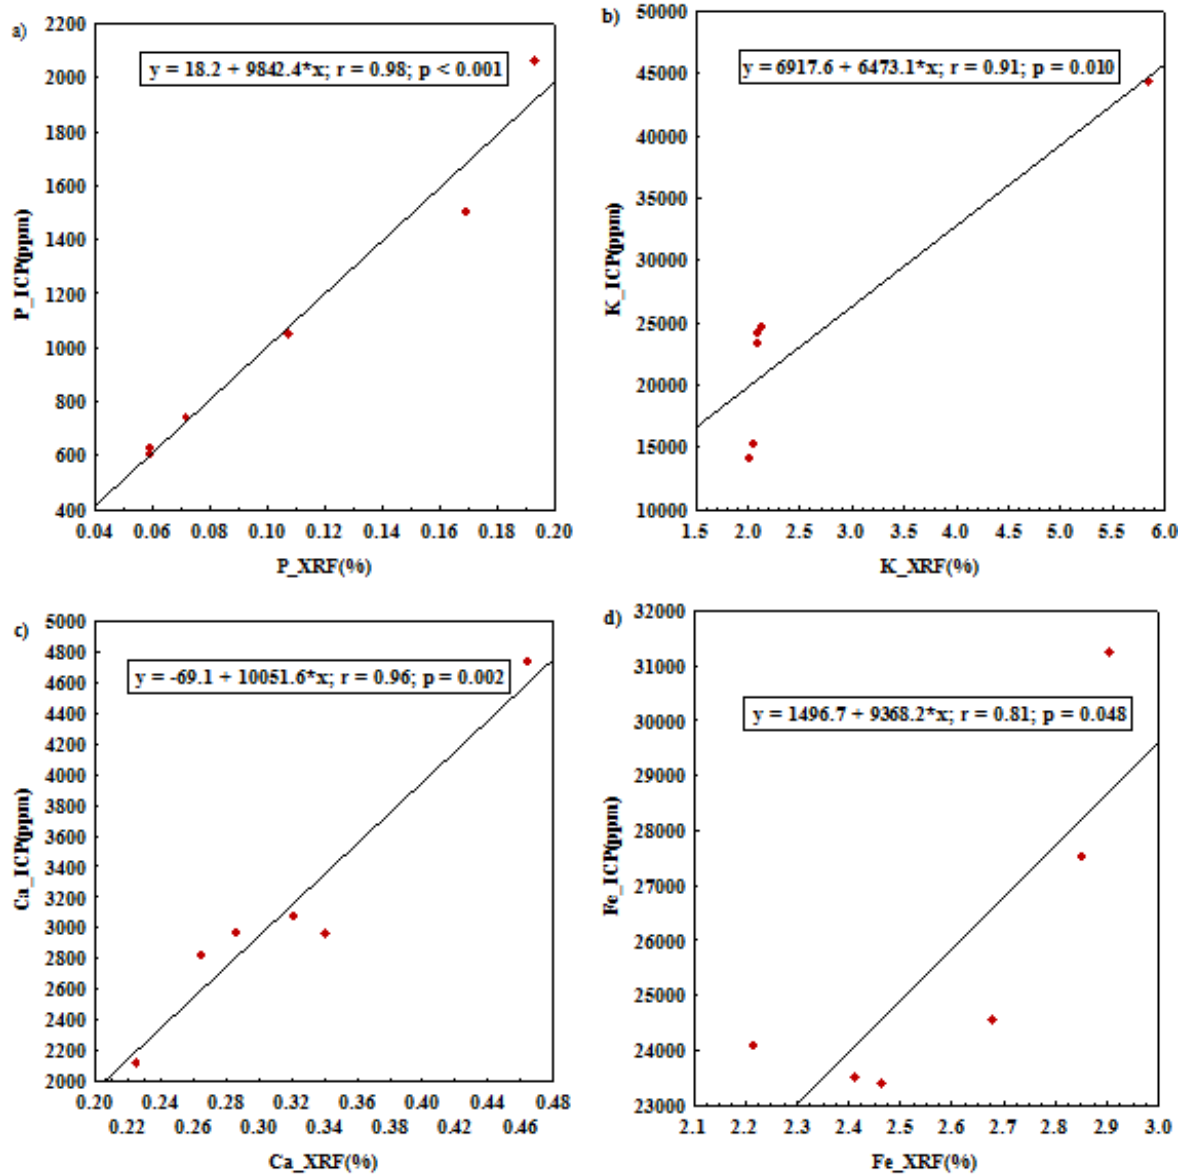 a)
y = 18.2 + 9842.4*x; r = 0.98; p < 0.001
2200
2000
1800
1600
1400
1200
1000
800
600
400
P_ICP(ppm)
0.04 0.06 0.08 0.10 0.12 0.14 0.16 0.18 0.20
P_XRF(%)
b)
y = 6917.6 + 6473.1*x; r = 0.91; p = 0.010
50000
45000
40000
35000
30000
25000
20000
15000
10000
K_ICP(ppm)
1.5 2.0 2.5 3.0 3.5 4.0 4.5 5.0 5.5 6.0
K_XRF(%)
c)
y = -69.1 + 10051.6*x; r = 0.96; p = 0.002
5000
4800
4600
4400
4200
4000
3800
3600
3400
3200
3000
2800
2600
2400
2200
2000
Ca_ICP(ppm)
0.20 0.24 0.28 0.32 0.36 0.40 0.44 0.48
0.22 0.26 0.30 0.34 0.38 0.42 0.46
Ca_XRF(%)
d)
y = 1496.7 + 9368.2*x; r = 0.81; p = 0.048
32000
31000
30000
29000
28000
27000
26000
25000
24000
23000
Fe_ICP(ppm)
2.1 2.2 2.3 2.4 2.5 2.6 2.7 2.8 2.9 3.0
Fe_XRF(%)